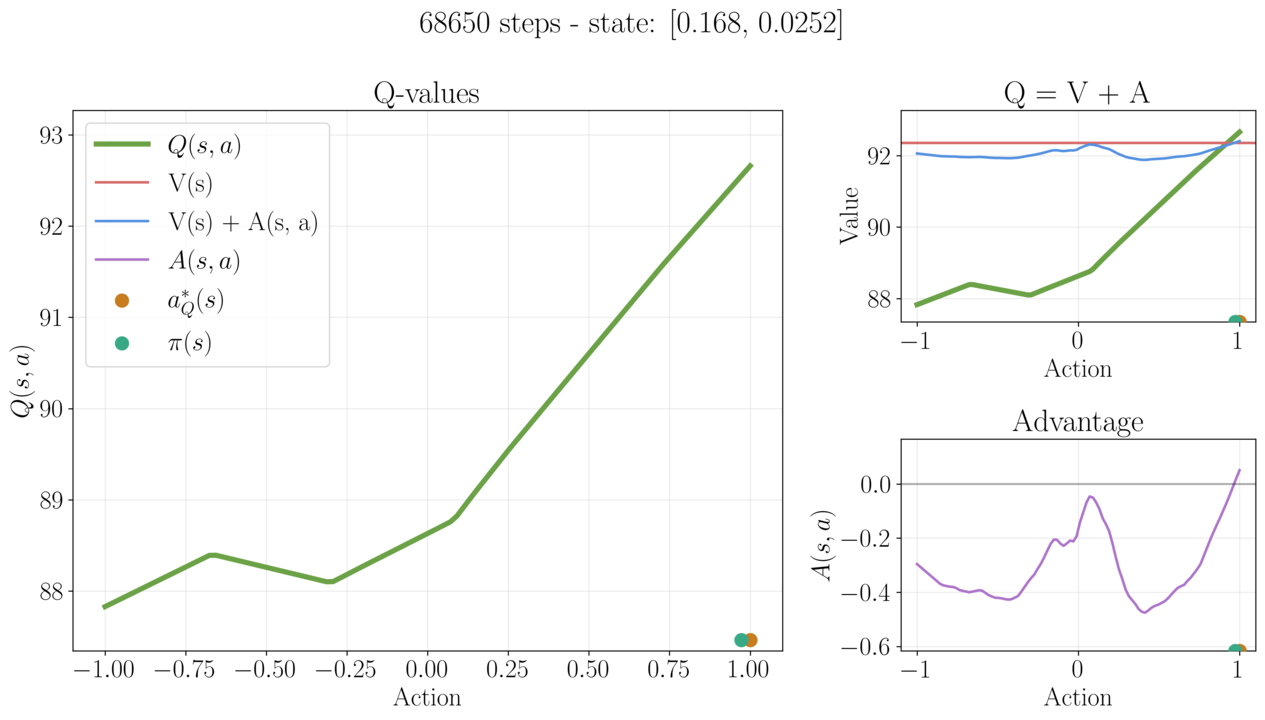 68650 steps - state: [0.168, 0.0252]
Q-values
Q(s, a)
93
92
91
90
89
88
Q(s, a)
V(s)
V(s) + A(s, a)
A(s, a)
a*_Q(s)
π(s)
−1.00 −0.75 −0.50 −0.25 0.00 0.25 0.50 0.75 1.00
Action
Q = V + A
Value
92
90
88
−1 0 1
Action
Advantage
A(s, a)
0.0
−0.2
−0.4
−0.6
−1 0 1
Action